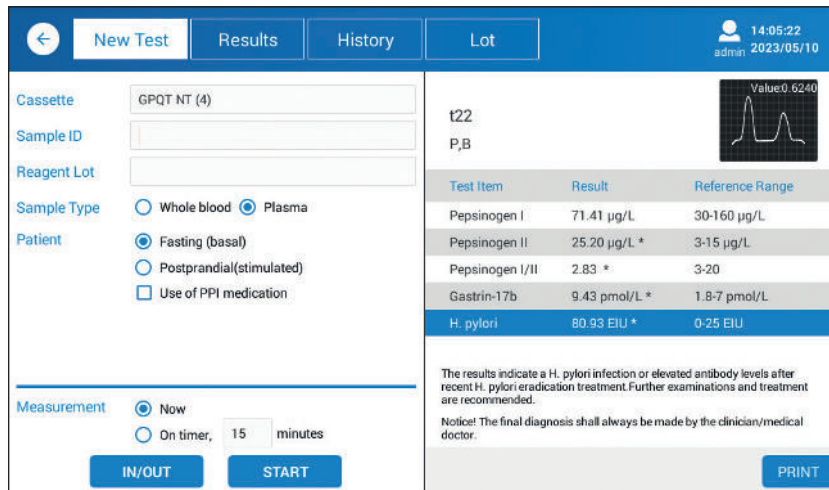 New Test
Results
History
Lot
admin
14:05:22
2023/05/10
Cassette
GPQT NT (4)
Sample ID
Reagent Lot
Sample Type
Whole blood
Plasma
Patient
Fasting (basal)
Postprandial(stimulated)
Use of PPI medication
Measurement
Now
On timer, 15 minutes
IN/OUT
START
t22
P,B
Value:0.6240
Test Item Result Reference Range
Pepsinogen I 71.41 µg/L 30-160 µg/L
Pepsinogen II 25.20 µg/L * 3-15 µg/L
Pepsinogen I/II 2.83 * 3-20
Gastrin-17b 9.43 pmol/L * 1.8-7 pmol/L
H. pylori 80.93 EIU * 0-25 EIU
The results indicate a H. pylori infection or elevated antibody levels after
recent H. pylori eradication treatment.Further examinations and treatment
are recommended.
Notice! The final diagnosis shall always be made by the clinician/medical
doctor.
PRINT